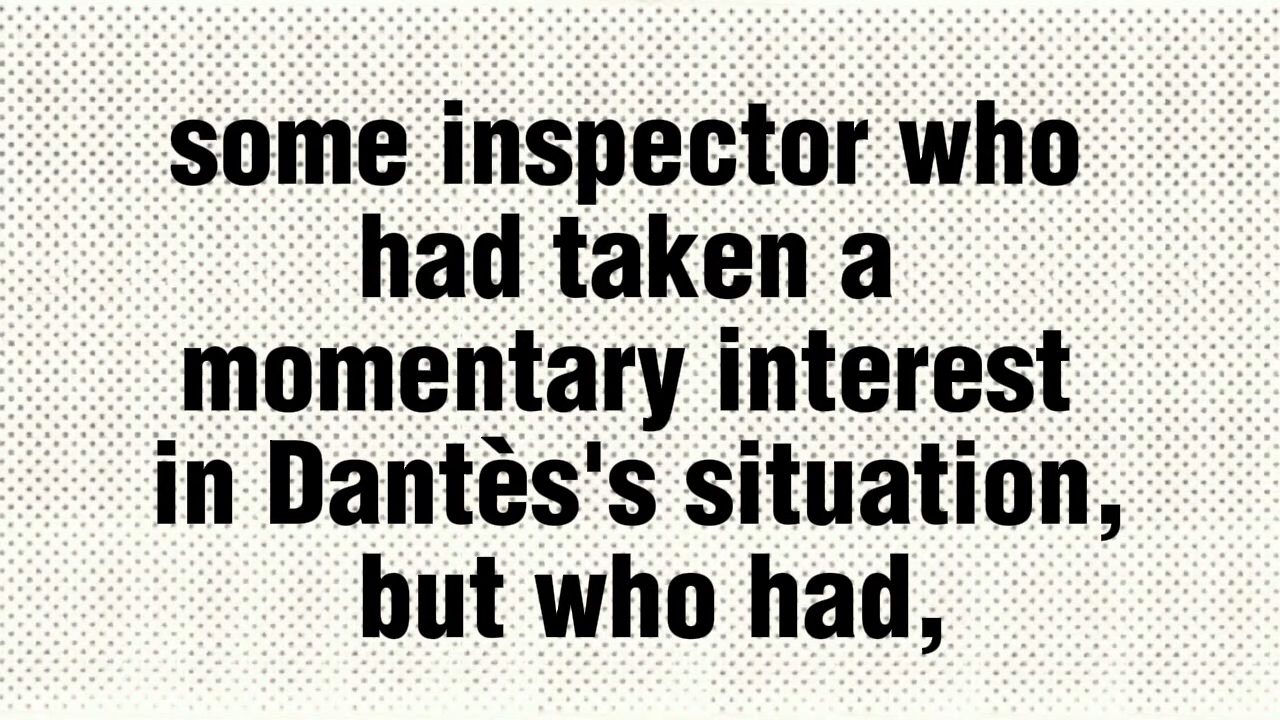 some inspector who
had taken a
momentary interest
in Dantès's situation,
but who had,